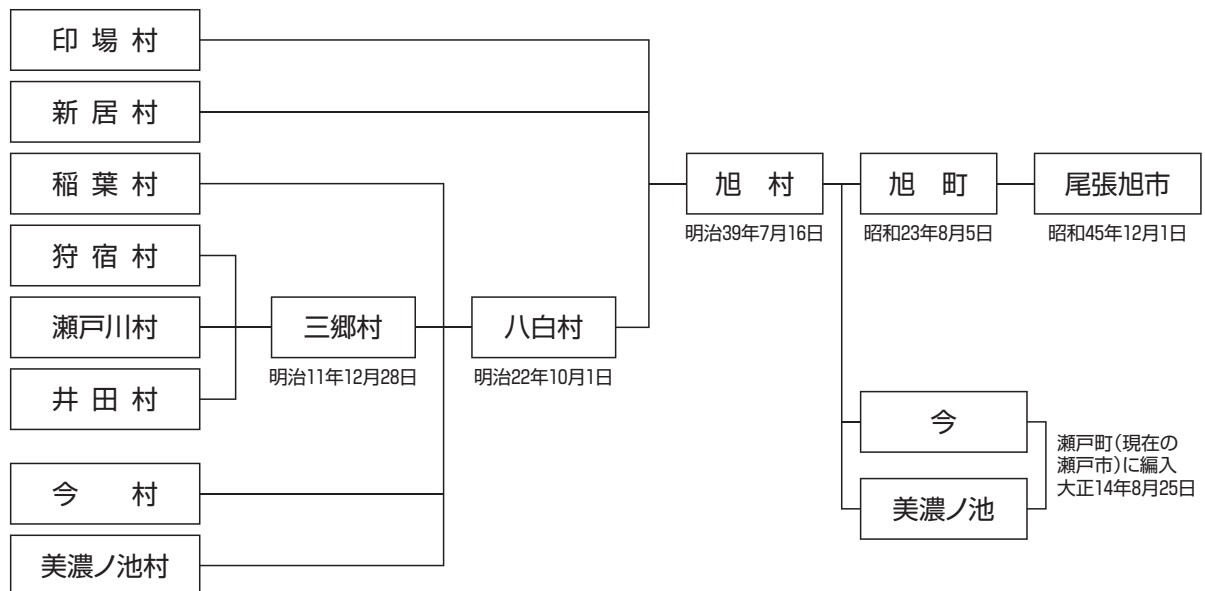 印場村
新居村
稲葉村
狩宿村
瀬戸川村
井田村
今村
美濃ノ池村
三郷村
明治11年12月28日
八白村
明治22年10月1日
旭村
明治39年7月16日
旭町
昭和23年8月5日
尾張旭市
昭和45年12月1日
今
美濃ノ池
瀬戸町(現在の
瀬戸市)に編入
大正14年8月25日